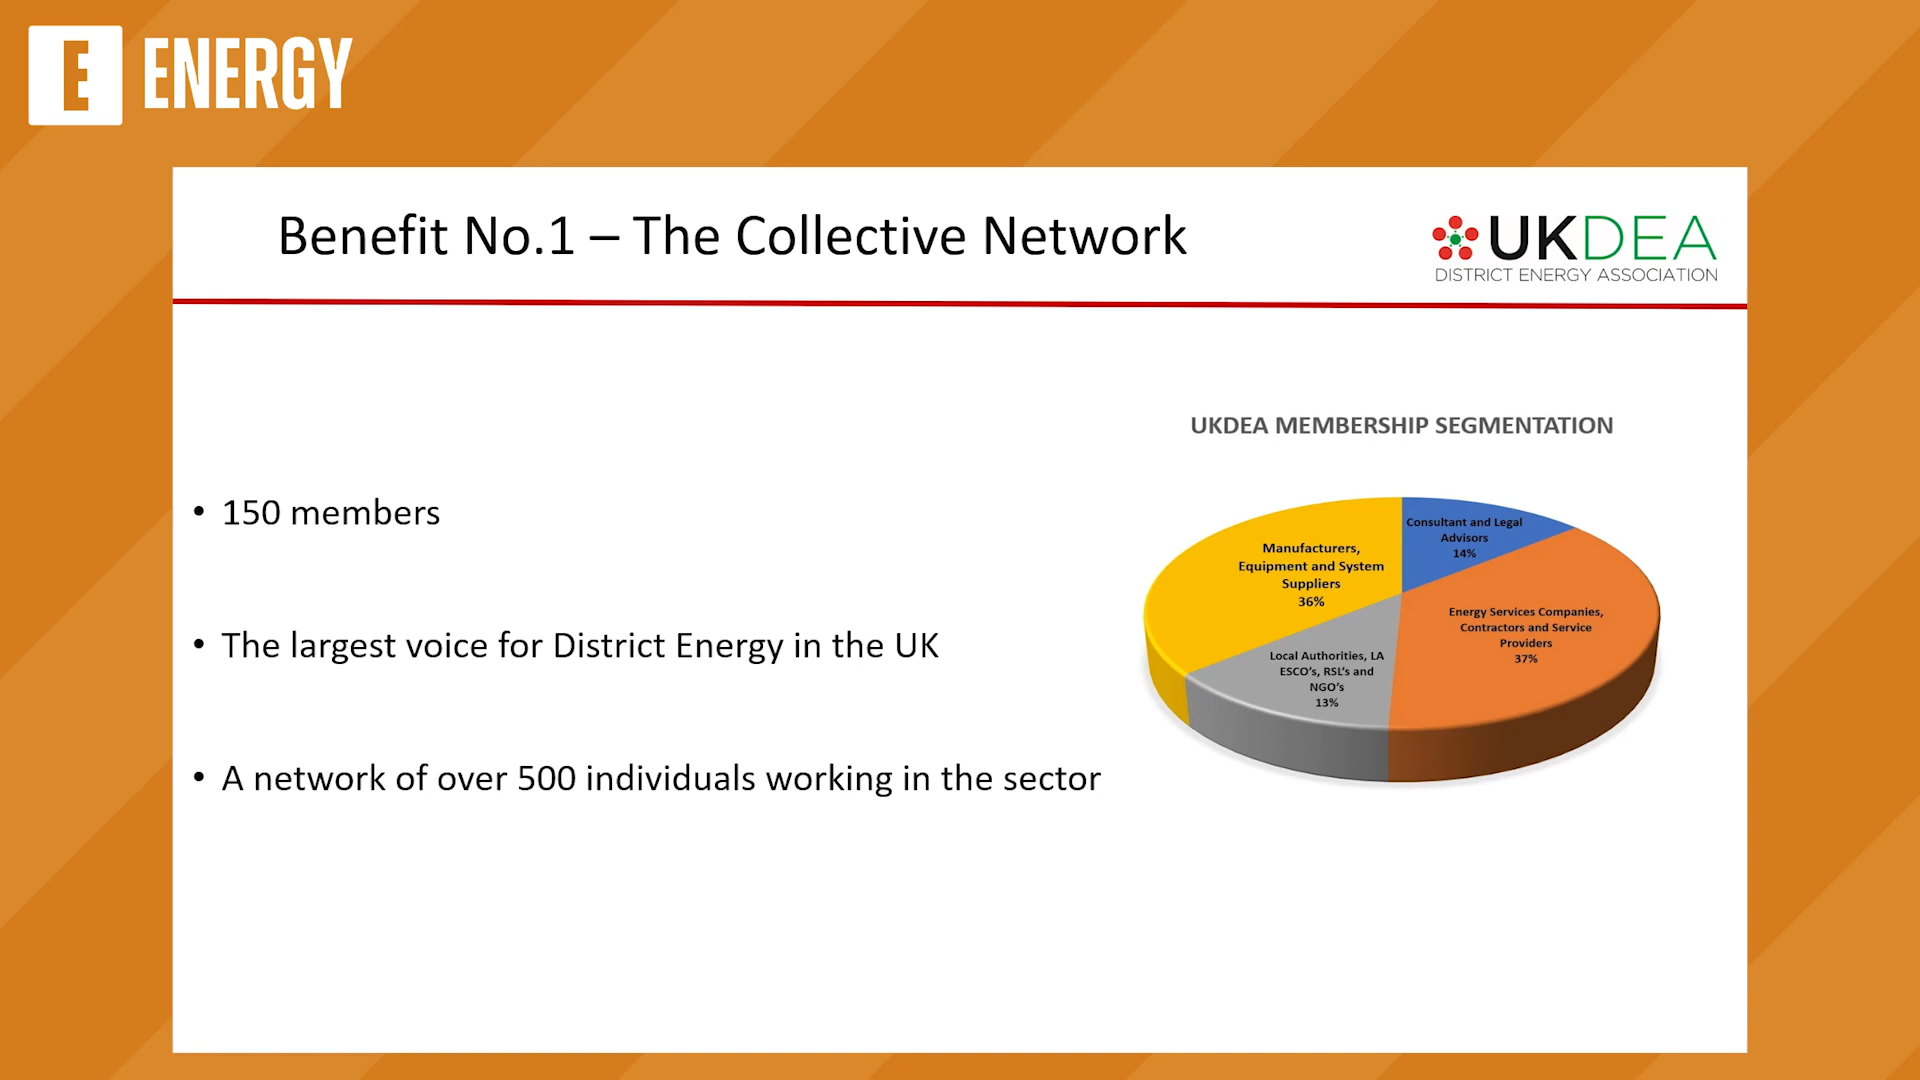 E ENERGY
Benefit No.1 – The Collective Network
UKDEA
DISTRICT ENERGY ASSOCIATION
• 150 members
• The largest voice for District Energy in the UK
• A network of over 500 individuals working in the sector
UKDEA MEMBERSHIP SEGMENTATION
Consultant and Legal
Advisors
14%
Manufacturers,
Equipment and System
Suppliers
36%
Energy Services Companies,
Contractors and Service
Providers
37%
Local Authorities, LA
ESCO's, RSL's and
NGO's
13%